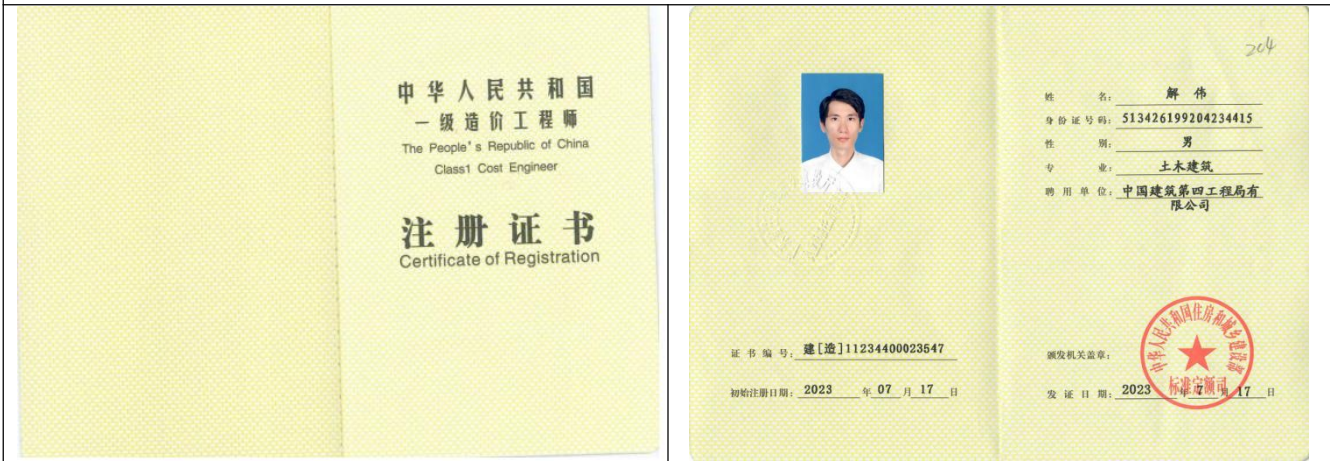 中华人民共和国
一级造价工程师
The People's Republic of China
Class1 Cost Engineer
注册证书
Certificate of Registration
204
姓 名: 解 伟
身份证号码: 513426199204234415
性 别: 男
专 业: 土木建筑
聘用单位: 中国建筑第四工程局有
限公司
证书编号: 建[造]11234400023547
初始注册日期: 2023 年 07 月 17 日
颁发机关盖章:
中华人民共和国住房和城乡建设部
标准定额司
发证日期: 2023 年 7 月 17 日